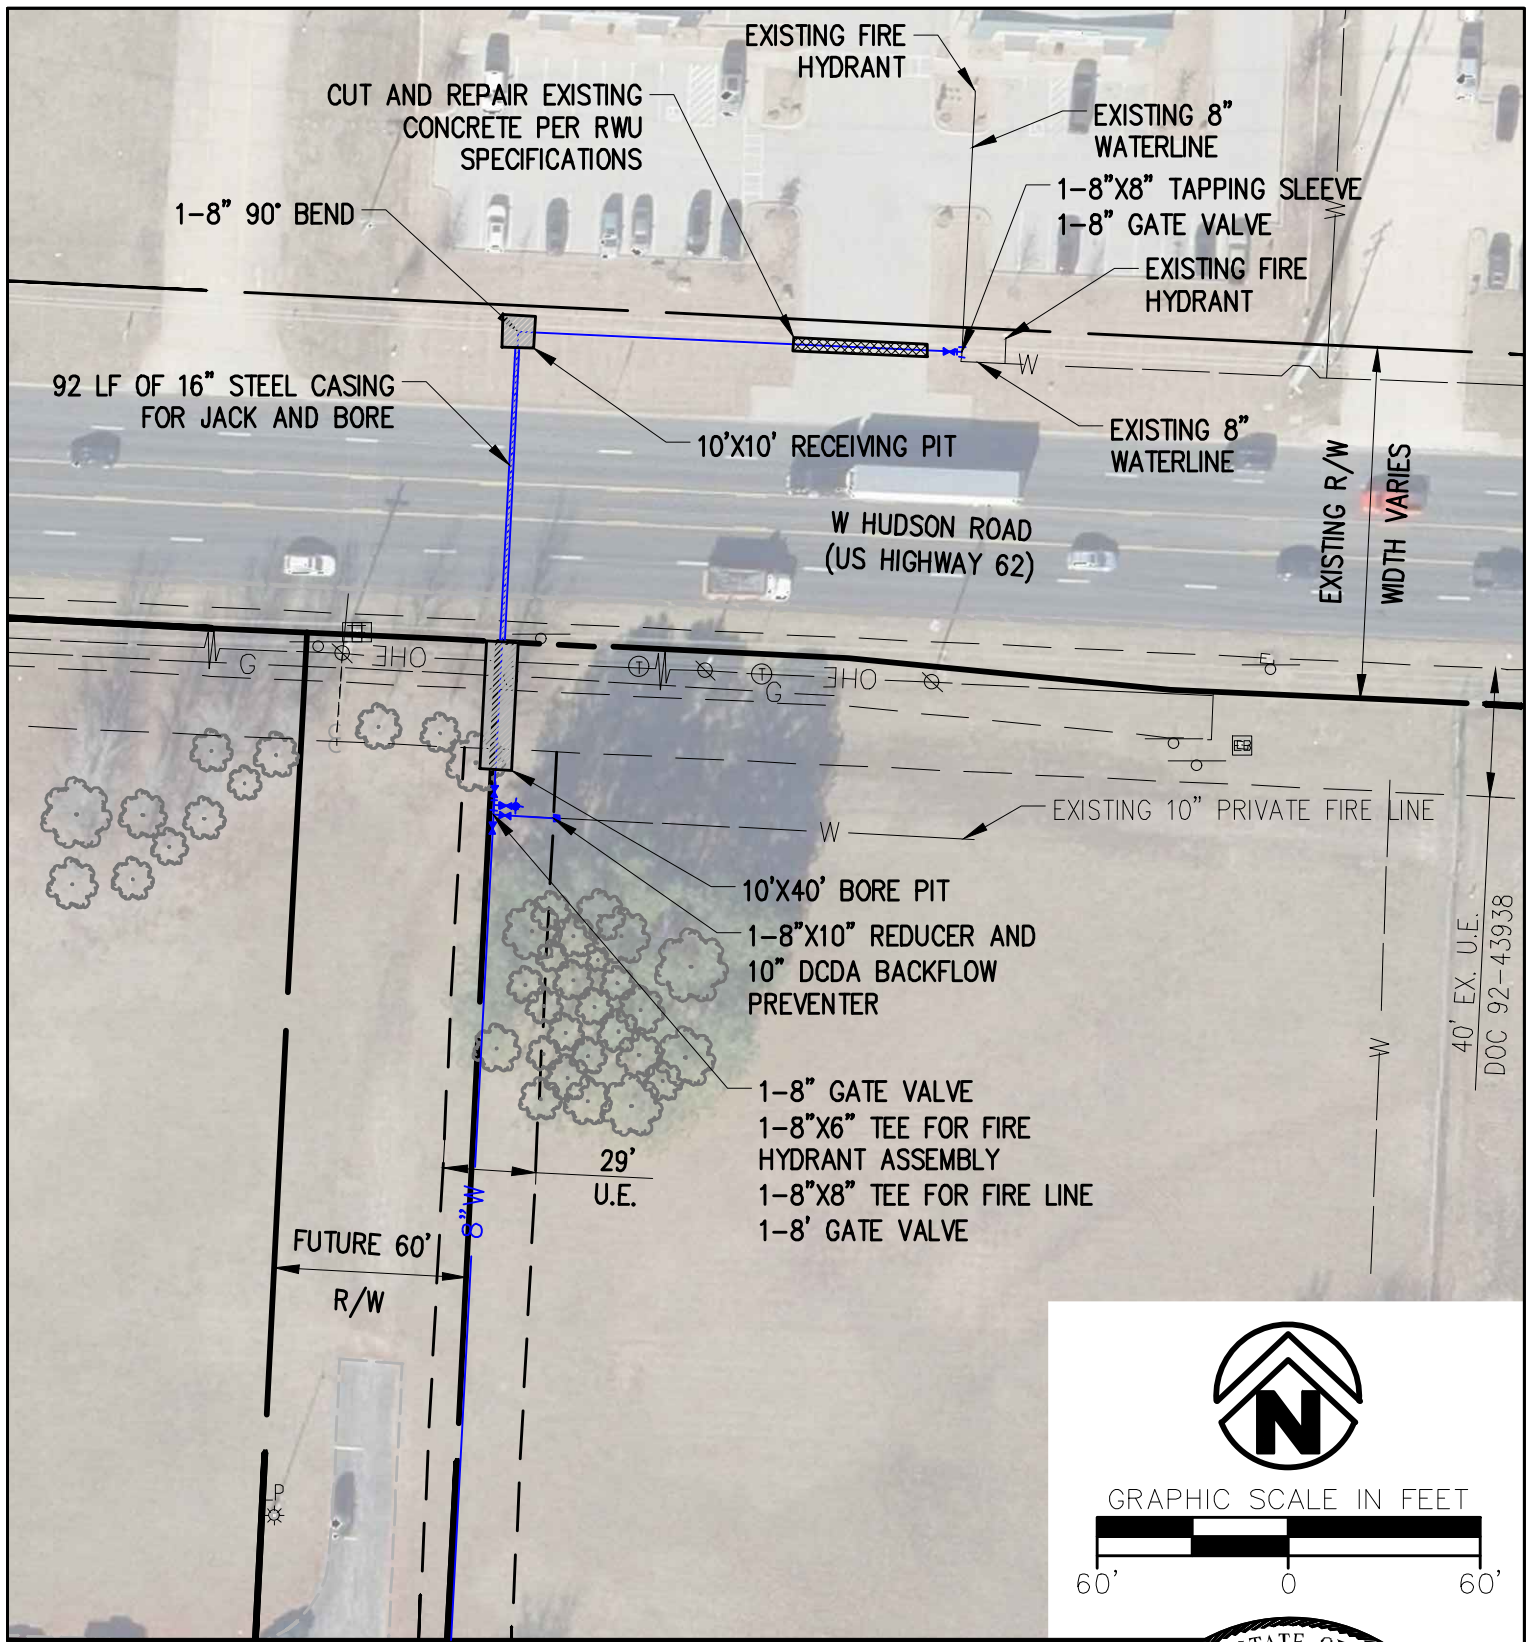 EXISTING FIRE
HYDRANT
CUT AND REPAIR EXISTING
CONCRETE PER RWU
SPECIFICATIONS
EXISTING 8"
WATERLINE
1-8"X8" TAPPING SLEEVE
1-8" GATE VALVE
W
1-8" 90° BEND
EXISTING FIRE
HYDRANT
W
92 LF OF 16" STEEL CASING
FOR JACK AND BORE
10'X10' RECEIVING PIT
EXISTING 8"
WATERLINE
EXISTING R/W
WIDTH VARIES
W HUDSON ROAD
(US HIGHWAY 62)
G
OHE
T
T
G
OHE
E
EXISTING 10" PRIVATE FIRE LINE
W
10'X40' BORE PIT
1-8"X10" REDUCER AND
10" DCDA BACKFLOW
PREVENTER
40' EX. U.E.
DOC 92-43938
W
1-8" GATE VALVE
1-8"X6" TEE FOR FIRE
HYDRANT ASSEMBLY
1-8"X8" TEE FOR FIRE LINE
1-8' GATE VALVE
29'
U.E.
8"W
FUTURE 60'
R/W
LP
N
GRAPHIC SCALE IN FEET
60' 0 60'
STATE O